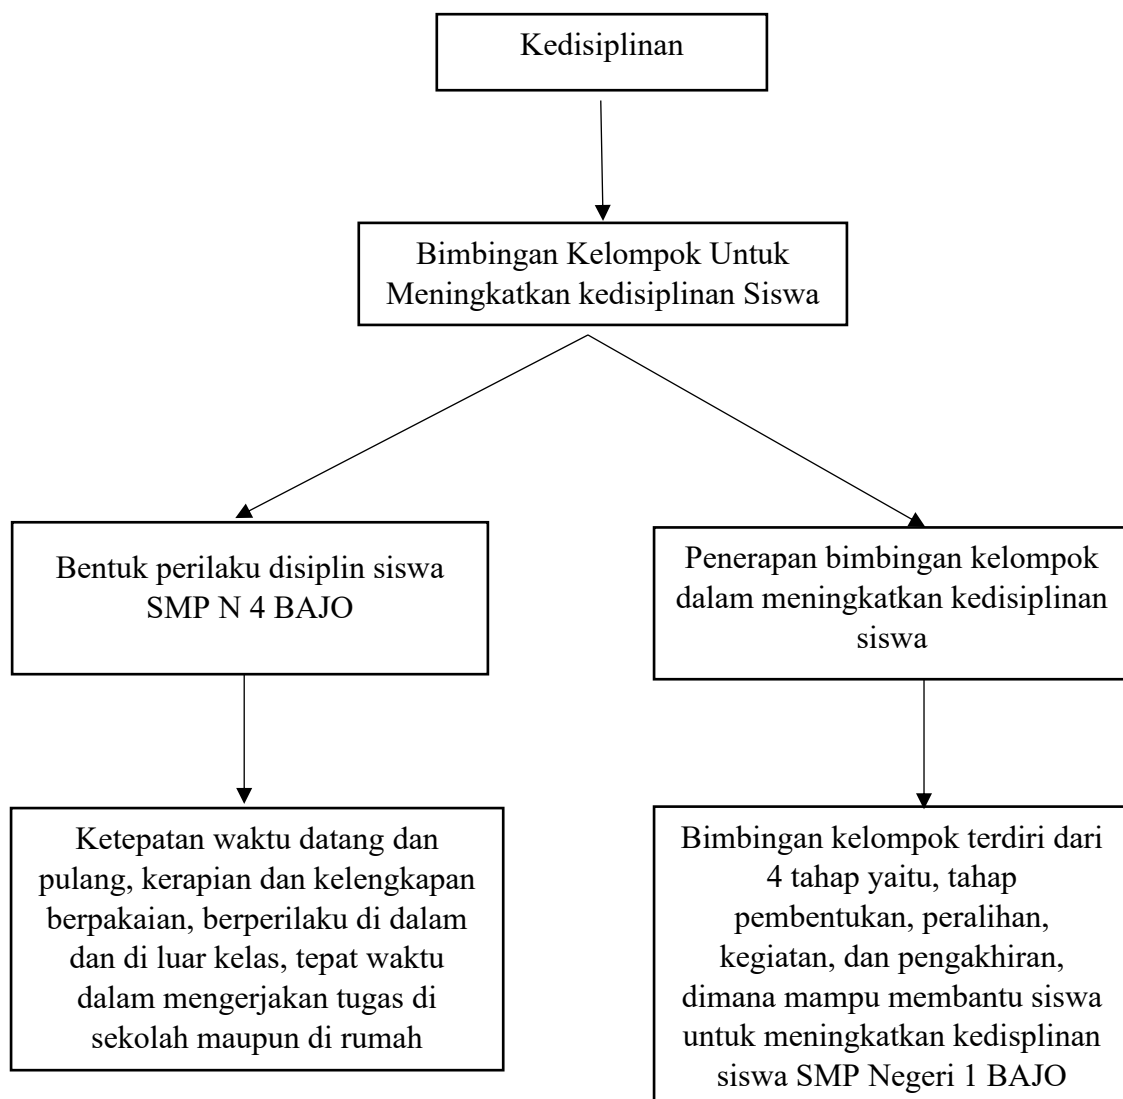 Kedisiplinan
Bimbingan Kelompok Untuk
Meningkatkan kedisiplinan Siswa
Bentuk perilaku disiplin siswa
SMP N 4 BAJO
Penerapan bimbingan kelompok
dalam meningkatkan kedisiplinan
siswa
Ketepatan waktu datang dan
pulang, kerapian dan kelengkapan
berpakaian, berperilaku di dalam
dan di luar kelas, tepat waktu
dalam mengerjakan tugas di
sekolah maupun di rumah
Bimbingan kelompok terdiri dari
4 tahap yaitu, tahap
pembentukan, peralihan,
kegiatan, dan pengakhiran,
dimana mampu membantu siswa
untuk meningkatkan kedisplinan
siswa SMP Negeri 1 BAJO